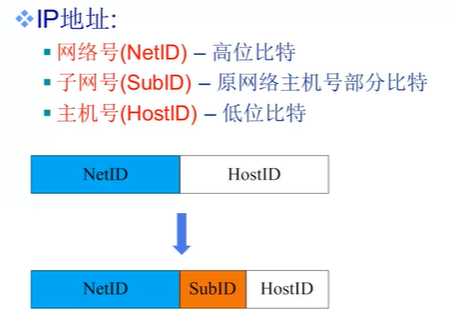 IP地址:
网络号(NetID) – 高位比特
子网号(SubID) – 原网络主机号部分比特
主机号(HostID) – 低位比特
NetID HostID
NetID SubID HostID